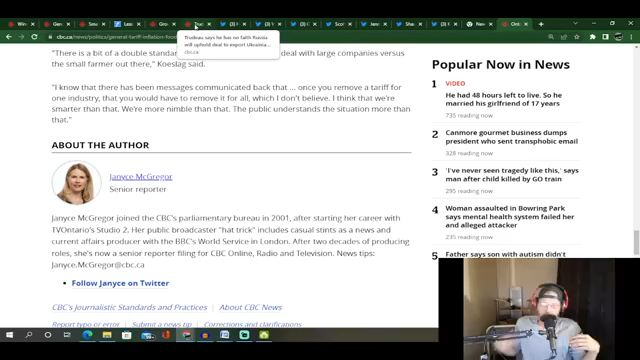 Less
(3)
(3)
(3)
Scot
Jany
Shac
New
cbc.ca/news/politics/general-tariff-inflation-food
Trudeau says he has no faith Russia
will uphold deal to export Ukrainia...
cbc.ca
"There is a bit of a double standa
deal with large companies versus
the small farmer out there," Koeslag said.
"I know that there has been messages communicated back that ... once you remove a tariff for
one industry, that you would have to remove it for all, which I don't believe. I think that we're
smarter than that. We're more nimble than that. The public understands the situation more than
that."
ABOUT THE AUTHOR
Janyce McGregor
Senior reporter
Janyce McGregor joined the CBC's parliamentary bureau in 2001, after starting her career with
TVOntario's Studio 2. Her public broadcaster "hat trick" includes casual stints as a news and
current affairs producer with the BBC's World Service in London. After two decades of producing
roles, she's now a senior reporter filing for CBC Online, Radio and Television. News tips:
Janyce.McGregor@cbc.ca
• Follow Janyce on Twitter
CBC's Journalistic Standards and Practices | About CBC News
Report typo or error | Submit a news tip | Corrections and clarifications
Popular Now in News
1 VIDEO
He had 48 hours left to live. So he
married his girlfriend of 17 years
735 reading now
2 Canmore gourmet business dumps
president who sent transphobic email
328 reading now
3 'I've never seen tragedy like this,' says
man after child killed by GO train
295 reading now
4 Woman assaulted in Bowring Park
says mental health system failed her
and alleged attacker
235 reading now
5 Father says son with autism didn't